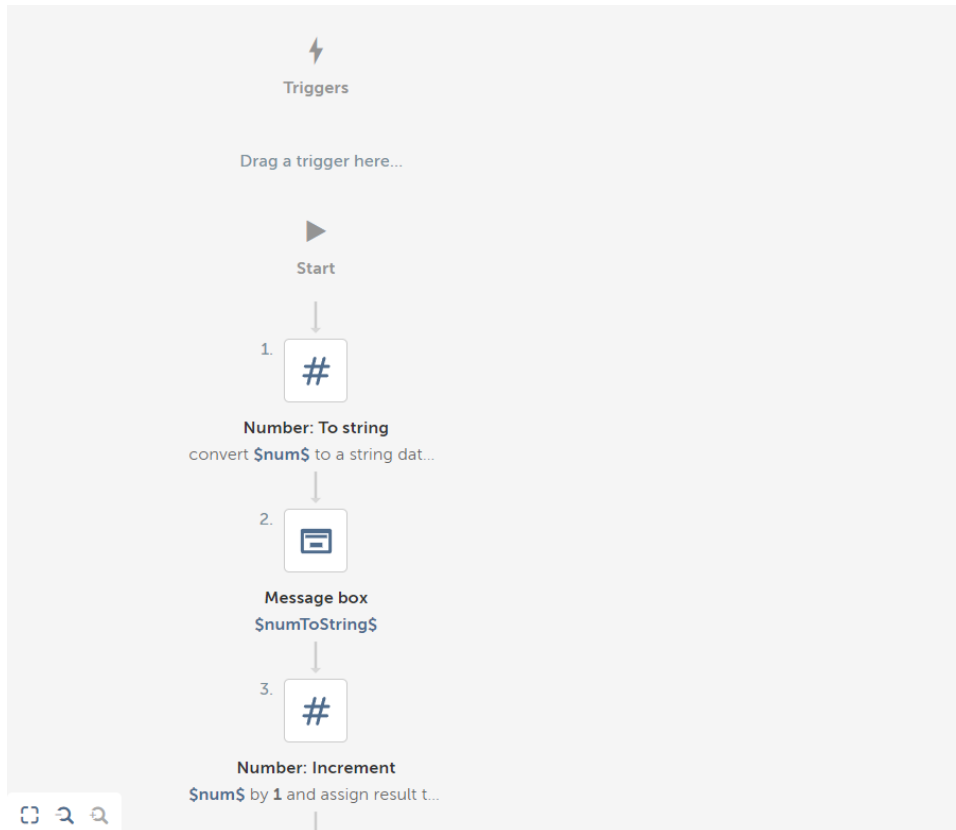 Triggers
Drag a trigger here...
Start
1.
Number: To string
convert $num$ to a string dat...
2.
Message box
$numToString$
3.
Number: Increment
$num$ by 1 and assign result t...